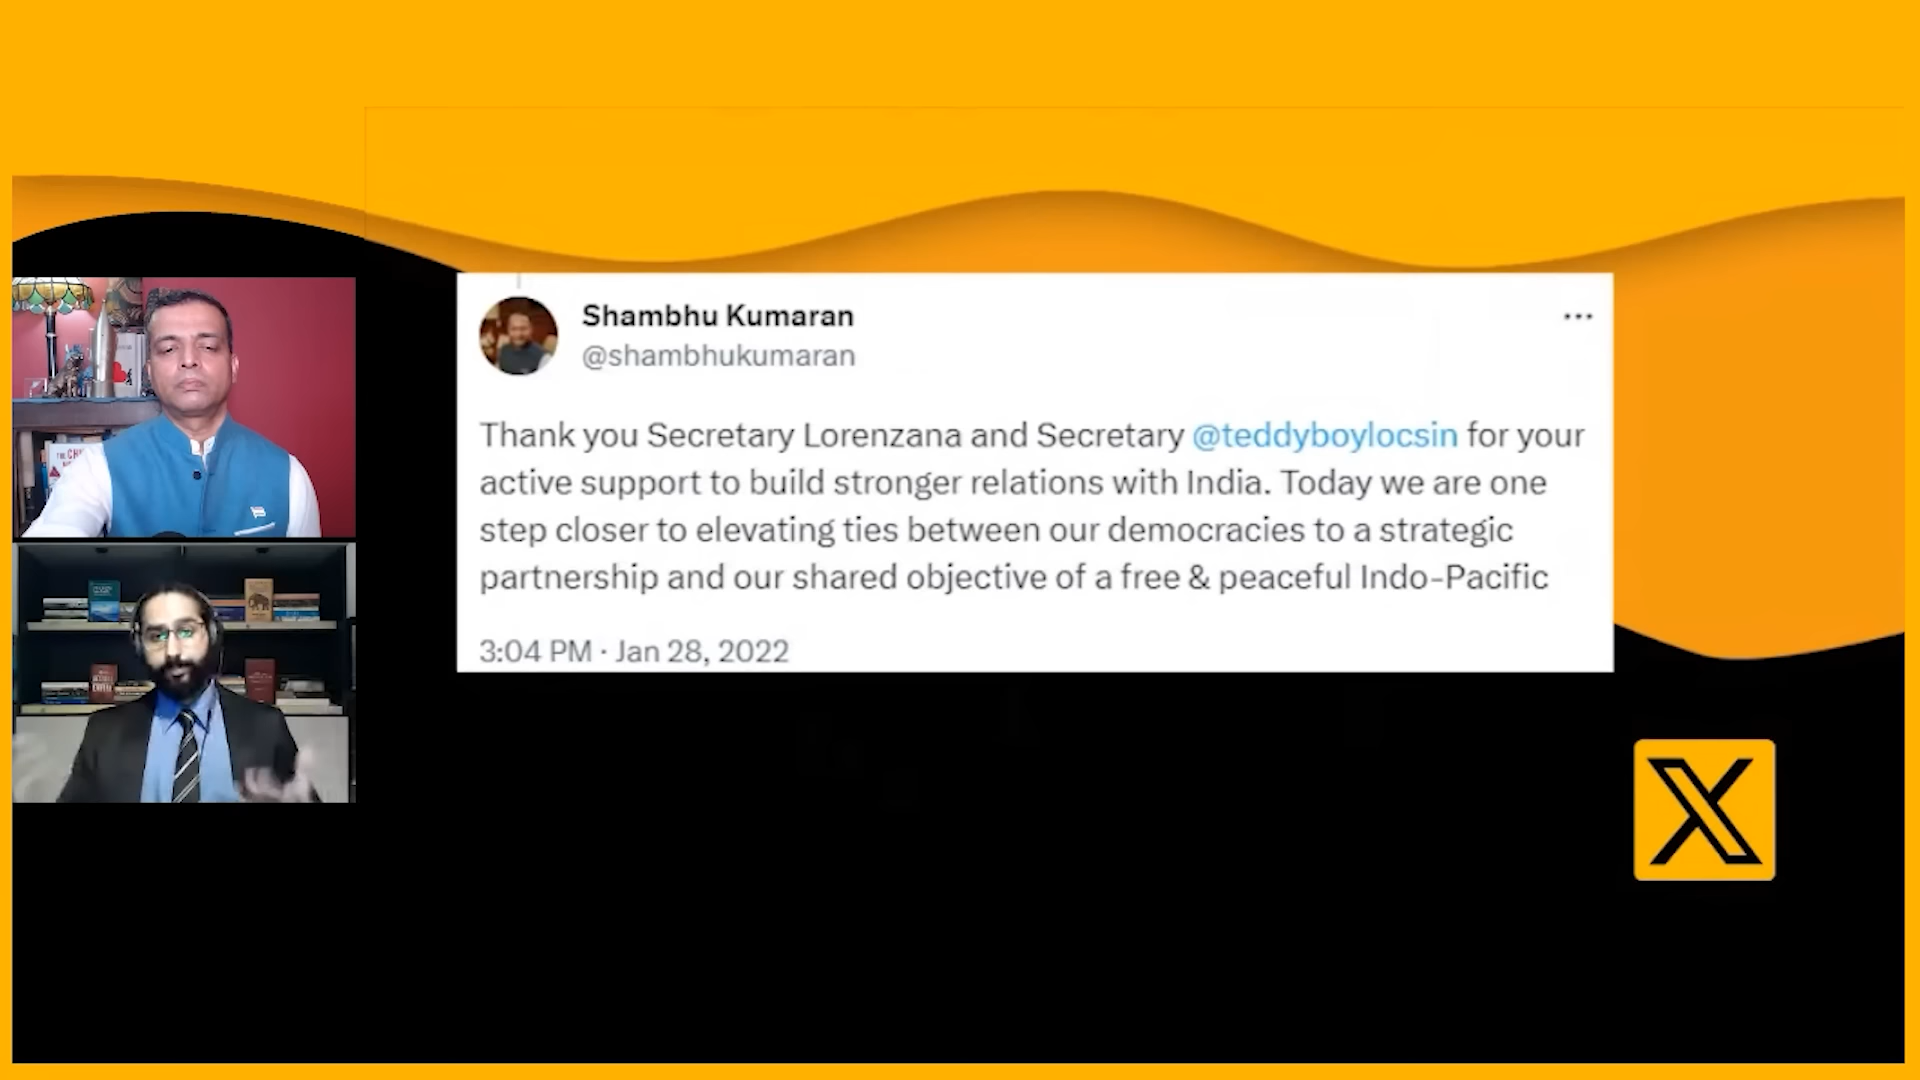 Shambhu Kumaran
@shambhukumaran
Thank you Secretary Lorenzana and Secretary @teddyboylocsin for your
active support to build stronger relations with India. Today we are one
step closer to elevating ties between our democracies to a strategic
partnership and our shared objective of a free & peaceful Indo-Pacific
3:04 PM · Jan 28, 2022